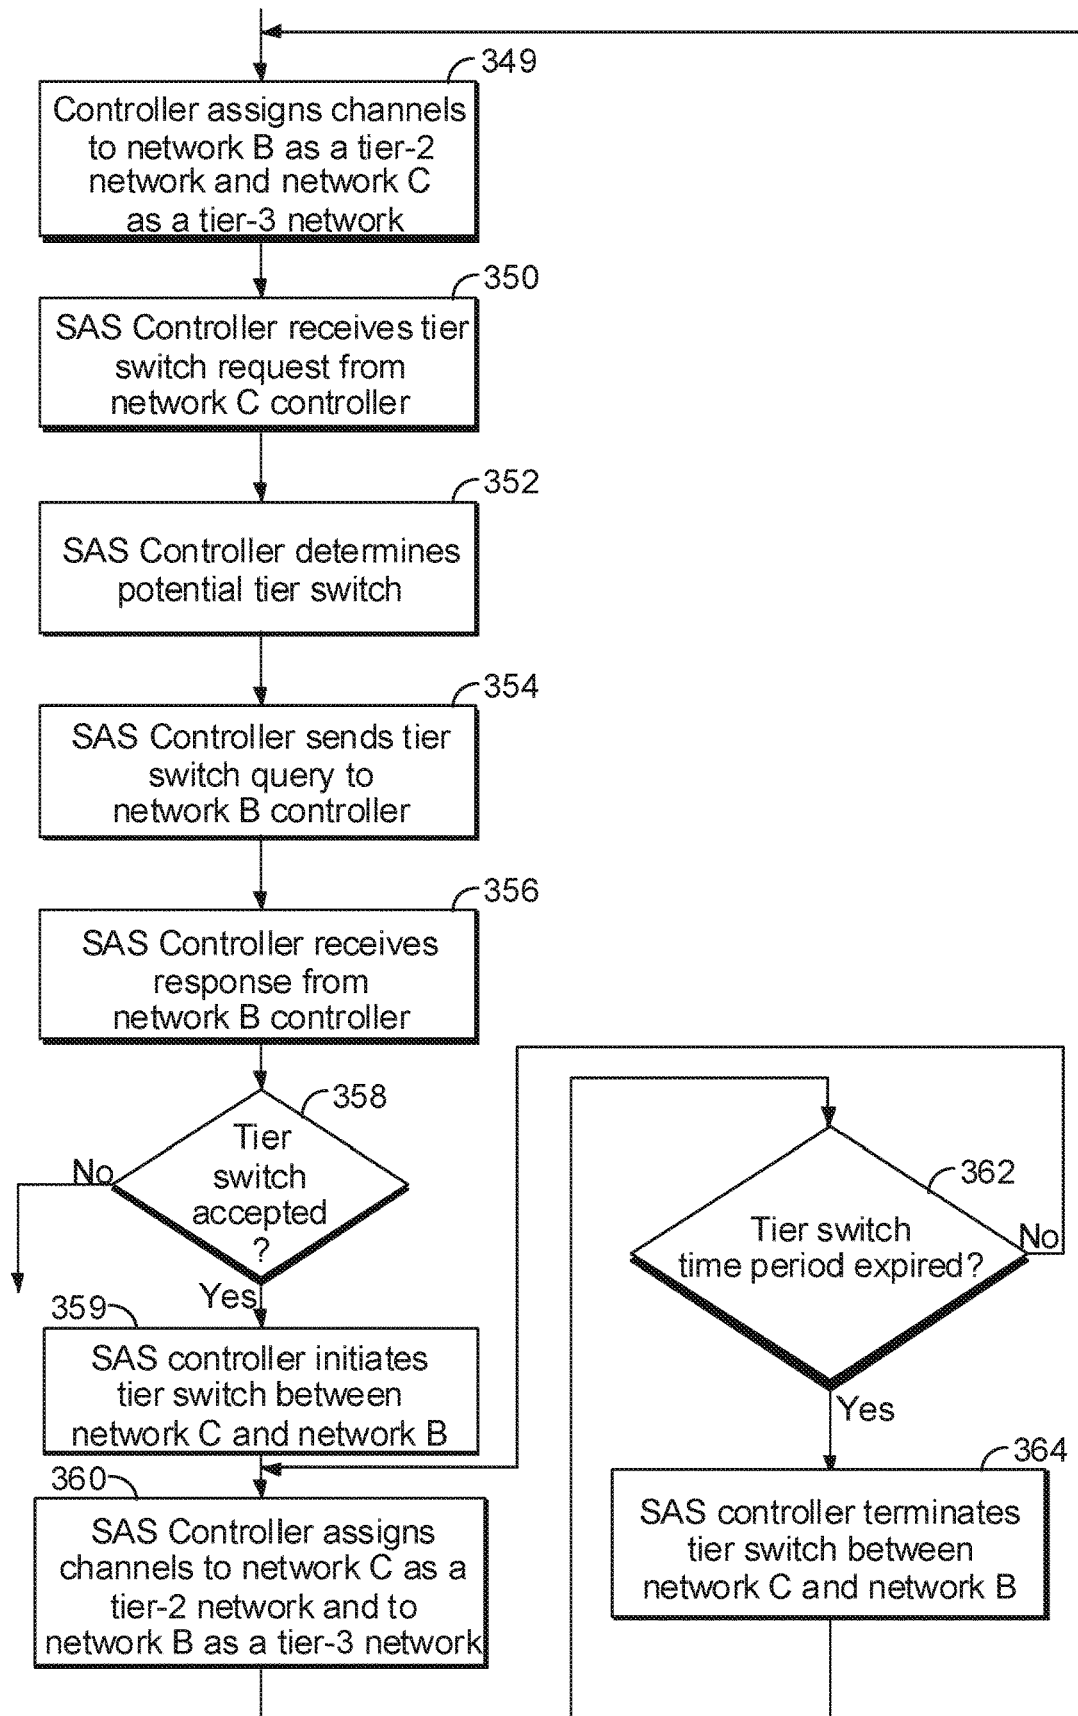 349
Controller assigns channels
to network B as a tier-2
network and network C
as a tier-3 network
350
SAS Controller receives tier
switch request from
network C controller
352
SAS Controller determines
potential tier switch
354
SAS Controller sends tier
switch query to
network B controller
356
SAS Controller receives
response from
network B controller
358
Tier
switch
accepted
?
No
Yes
359
SAS controller initiates
tier switch between
network C and network B
360
SAS Controller assigns
channels to network C as a
tier-2 network and to
network B as a tier-3 network
362
Tier switch
time period expired?
No
Yes
364
SAS controller terminates
tier switch between
network C and network B